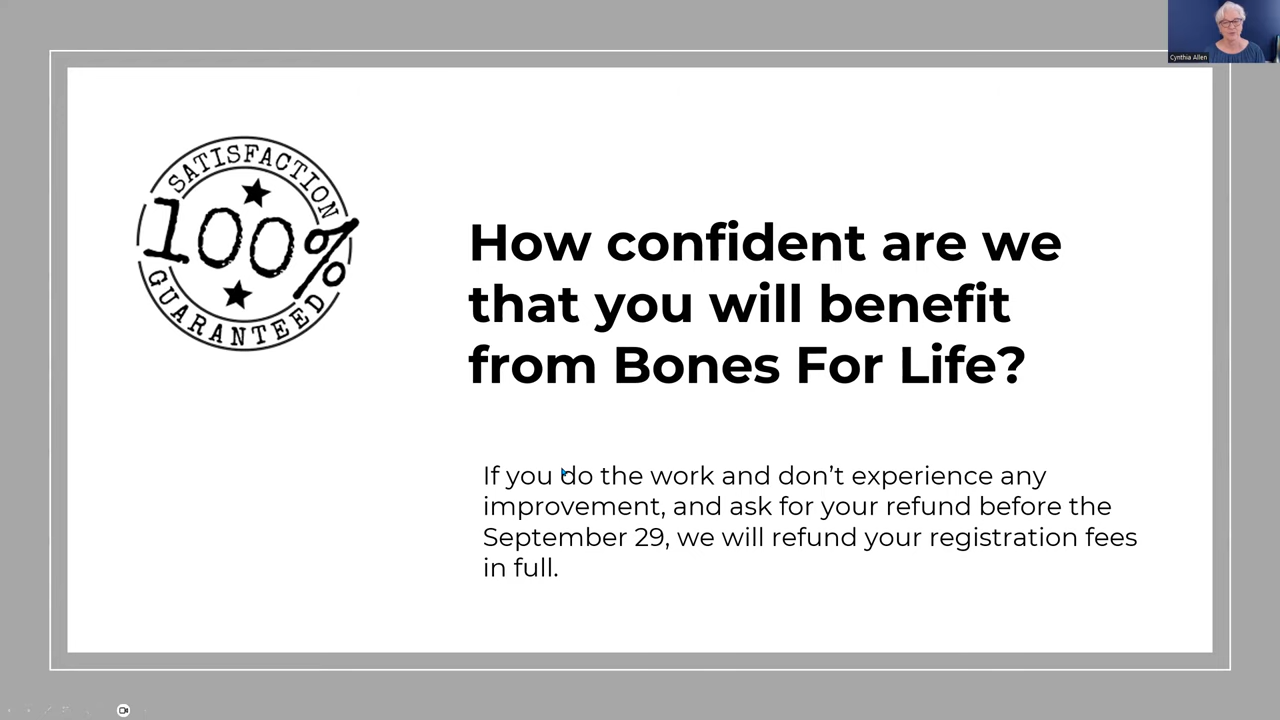 Cynthia Allen
SATISFACTION
100%
GUARANTEED
How confident are we
that you will benefit
from Bones For Life?
If you do the work and don’t experience any
improvement, and ask for your refund before the
September 29, we will refund your registration fees
in full.